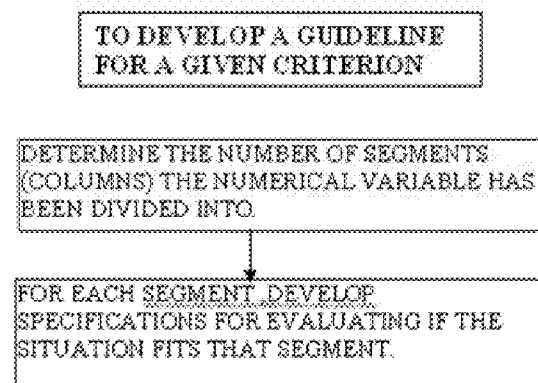 TO DEVELOP A GUIDELINE
FOR A GIVEN CRITERION
DETERMINE THE NUMBER OF SEGMENTS
(COLUMNS) THE NUMERICAL VARIABLE HAS
BEEN DIVIDED INTO.
FOR EACH SEGMENT ,DEVELOP
SPECIFICATIONS FOR EVALUATING IF THE
SITUATION FITS THAT SEGMENT.